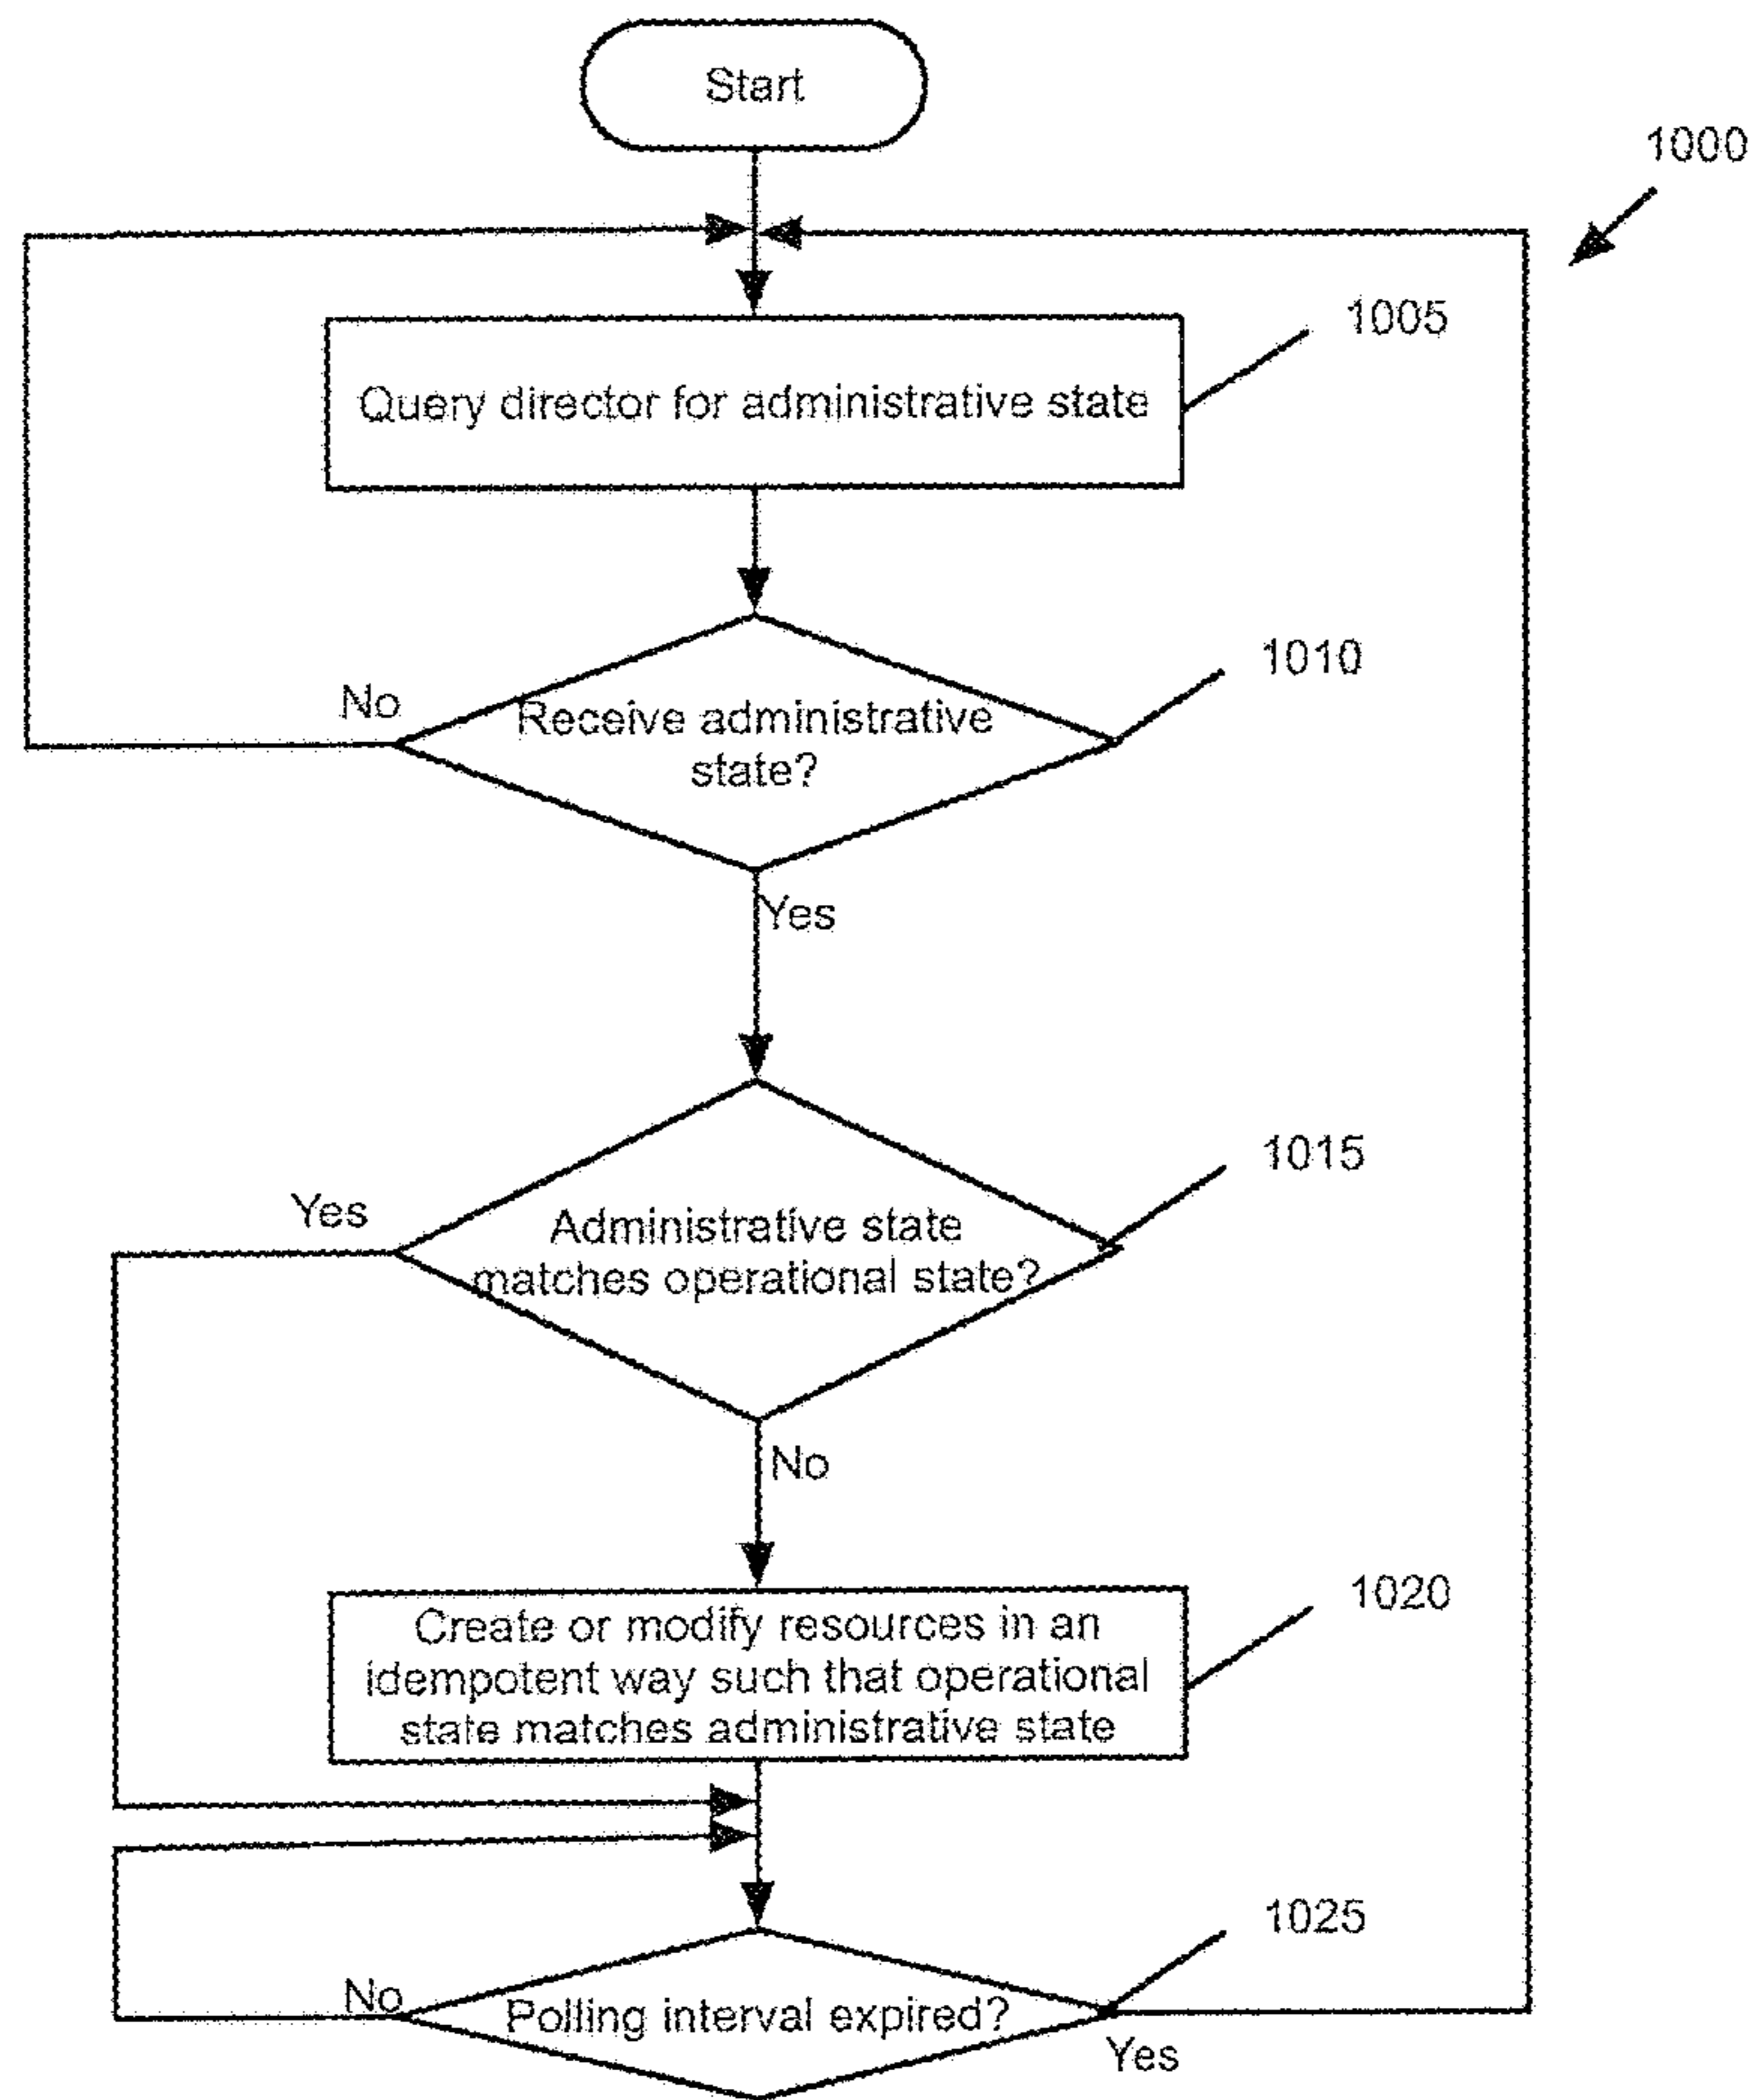 Start
1000
1005
Query director for administrative state
1010
No
Receive administrative
state?
Yes
1015
Yes
Administrative state
matches operational state?
No
1020
Create or modify resources in an
idempotent way such that operational
state matches administrative state
1025
No
Polling interval expired?
Yes